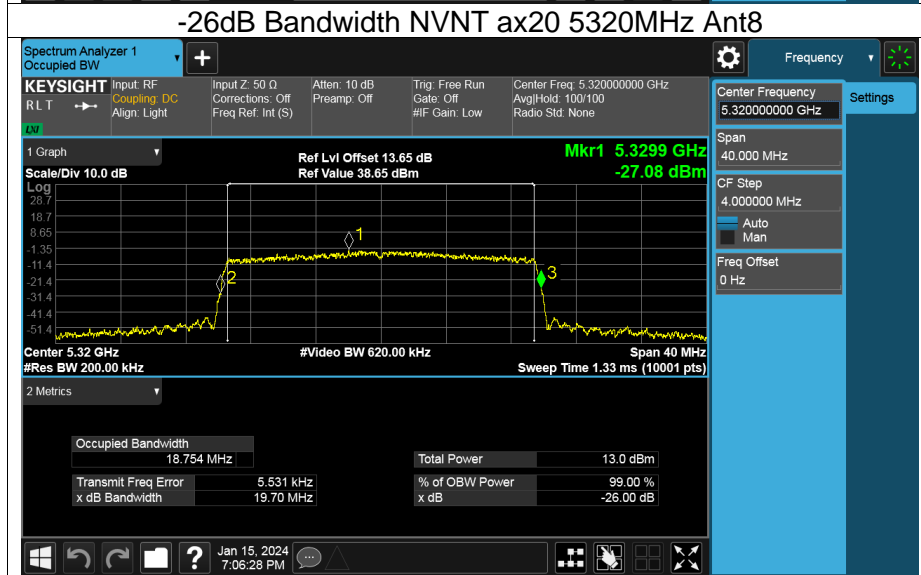 -26dB Bandwidth NVNT ax20 5320MHz Ant8
Spectrum Analyzer 1
Occupied BW
+
Frequency
KEYSIGHT Input: RF Input Z: 50 Ω Atten: 10 dB Trig: Free Run Center Freq: 5.320000000 GHz
RLT Coupling: DC Corrections: Off Preamp: Off Gate: Off Avg|Hold: 100/100
Align: Light Freq Ref: Int (S) #IF Gain: Low Radio Std: None
LXI
Center Frequency
5.320000000 GHz
Settings
Span
40.000 MHz
CF Step
4.000000 MHz
Auto
Man
Freq Offset
0 Hz
1 Graph
Ref Lvl Offset 13.65 dB Mkr1 5.3299 GHz
Scale/Div 10.0 dB Ref Value 38.65 dBm -27.08 dBm
Log
28.7
18.7
8.65
-1.35
-11.4
-21.4
-31.4
-41.4
-51.4
1
2
3
Center 5.32 GHz #Video BW 620.00 kHz Span 40 MHz
#Res BW 200.00 kHz Sweep Time 1.33 ms (10001 pts)
2 Metrics
Occupied Bandwidth
18.754 MHz Total Power 13.0 dBm
Transmit Freq Error 5.531 kHz % of OBW Power 99.00 %
x dB Bandwidth 19.70 MHz x dB -26.00 dB
? Jan 15, 2024
7:06:28 PM